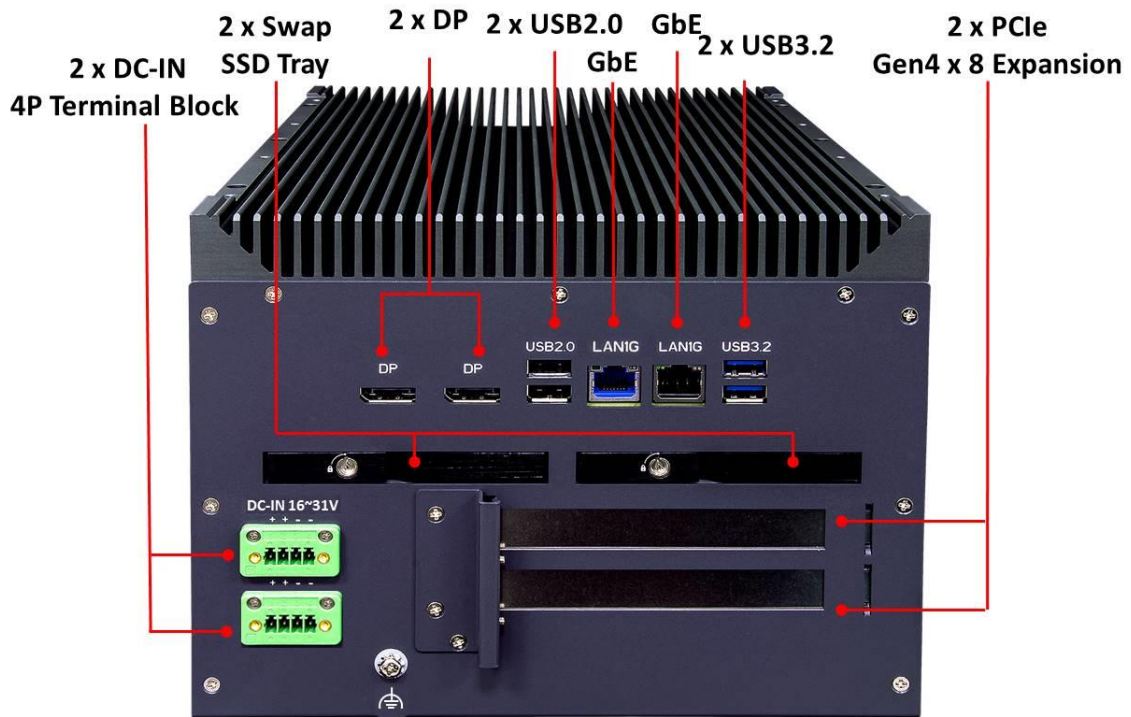 2 x Swap
SSD Tray
2 x DP
2 x USB2.0
GbE
GbE
2 x USB3.2
2 x PCIe
Gen4 x 8 Expansion
2 x DC-IN
4P Terminal Block
DP
DP
USB2.0
LAN1G
LAN1G
USB3.2
DC-IN 16~31V
+ + - -
+ + - -